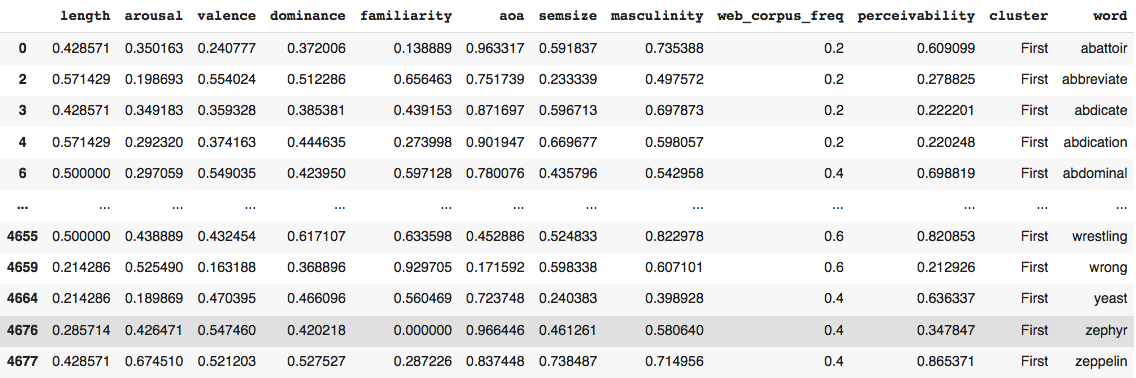 length arousal valence dominance familiarity aoa semsize masculinity web_corpus_freq perceivability cluster word
0 0.428571 0.350163 0.240777 0.372006 0.138889 0.963317 0.591837 0.735388 0.2 0.609099 First abattoir
2 0.571429 0.198693 0.554024 0.512286 0.656463 0.751739 0.233339 0.497572 0.2 0.278825 First abbreviate
3 0.428571 0.349183 0.359328 0.385381 0.439153 0.871697 0.596713 0.697873 0.2 0.222201 First abdicate
4 0.571429 0.292320 0.374163 0.444635 0.273998 0.901947 0.669677 0.598057 0.2 0.220248 First abdication
6 0.500000 0.297059 0.549035 0.423950 0.597128 0.780076 0.435796 0.542958 0.4 0.698819 First abdominal
... ... ... ... ... ... ... ... ... ... ... ... ...
4655 0.500000 0.438889 0.432454 0.617107 0.633598 0.452886 0.524833 0.822978 0.6 0.820853 First wrestling
4659 0.214286 0.525490 0.163188 0.368896 0.929705 0.171592 0.598338 0.607101 0.6 0.212926 First wrong
4664 0.214286 0.189869 0.470395 0.466096 0.560469 0.723748 0.240383 0.398928 0.4 0.636337 First yeast
4676 0.285714 0.426471 0.547460 0.420218 0.000000 0.966446 0.461261 0.580640 0.4 0.347847 First zephyr
4677 0.428571 0.674510 0.521203 0.527527 0.287226 0.837448 0.738487 0.714956 0.4 0.865371 First zeppelin